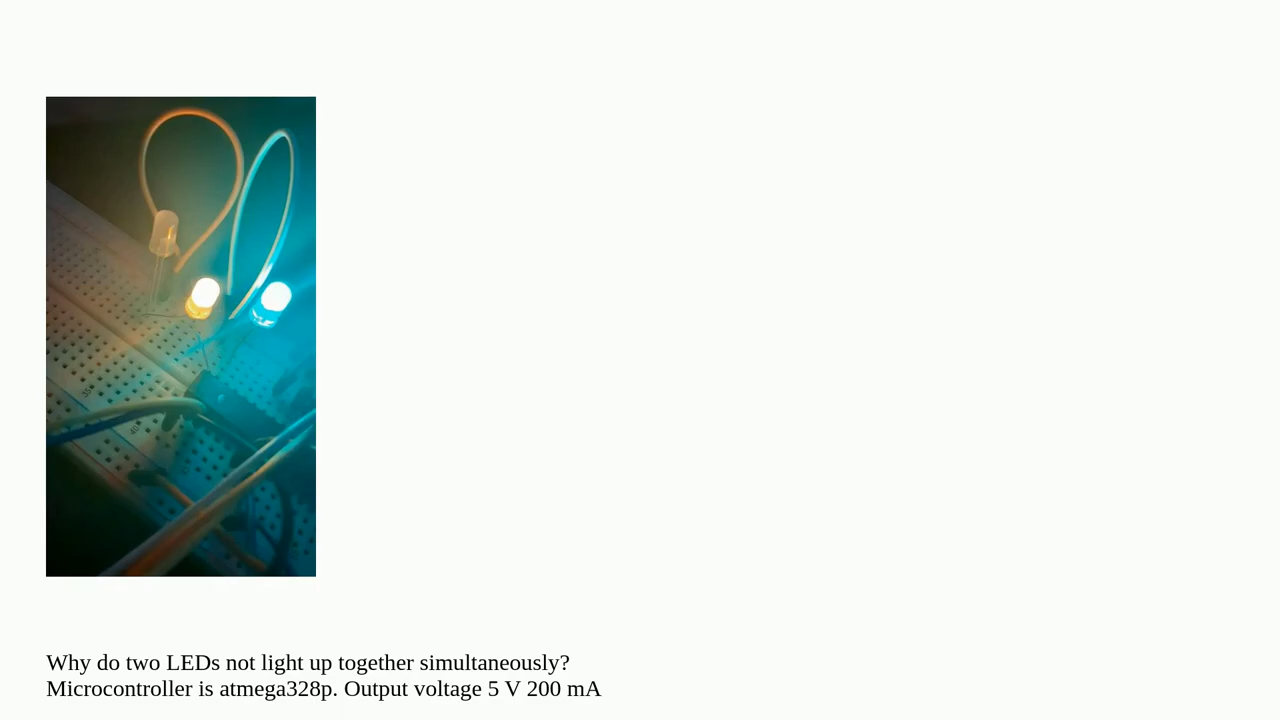 Why do two LEDs not light up together simultaneously?
Microcontroller is atmega328p. Output voltage 5 V 200 mA